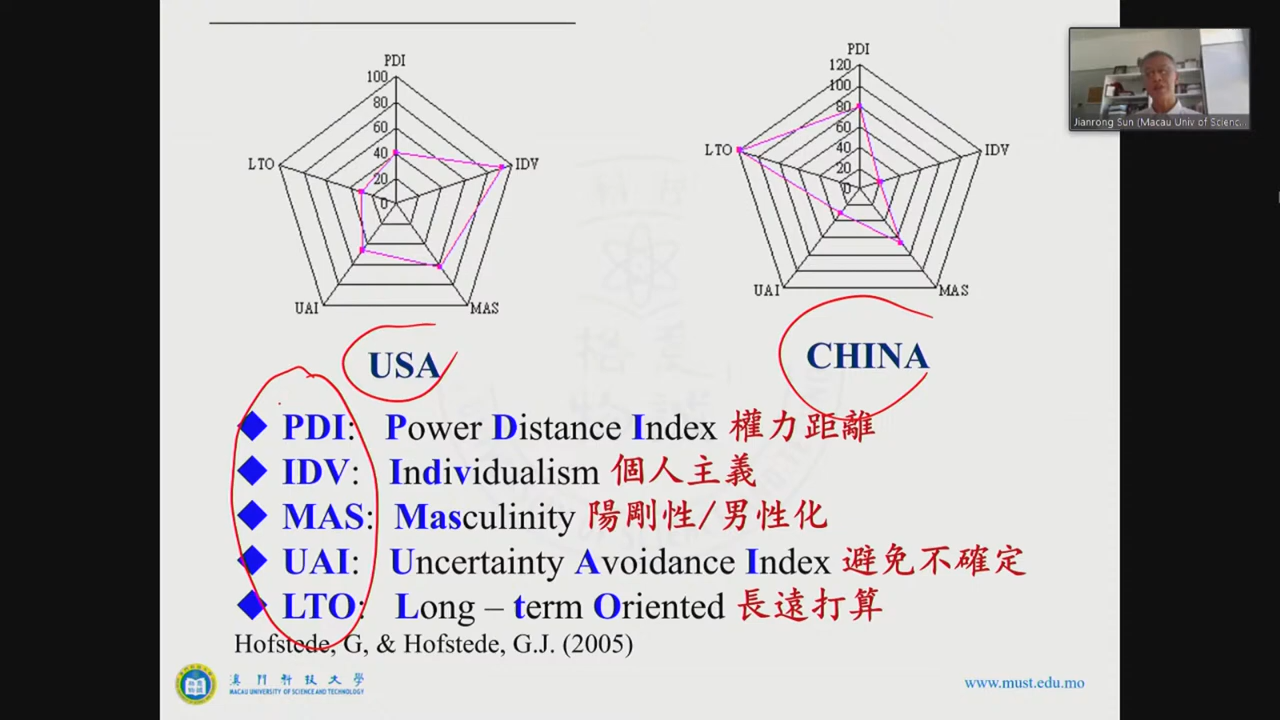 PDI
100
80
60
40
20
0
IDV
LTO
UAI
MAS
PDI
120
100
80
60
40
20
0
IDV
LTO
UAI
MAS
Jianrong Sun (Macau Univ of Scienc...
USA
CHINA
PDI: Power Distance Index 權力距離
IDV: Individualism 個人主義
MAS: Masculinity 陽剛性/男性化
UAI: Uncertainty Avoidance Index 避免不確定
LTO: Long – term Oriented 長遠打算
Hofstede, G, & Hofstede, G.J. (2005)
澳門科技大學
MACAU UNIVERSITY OF SCIENCE AND TECHNOLOGY
www.must.edu.mo